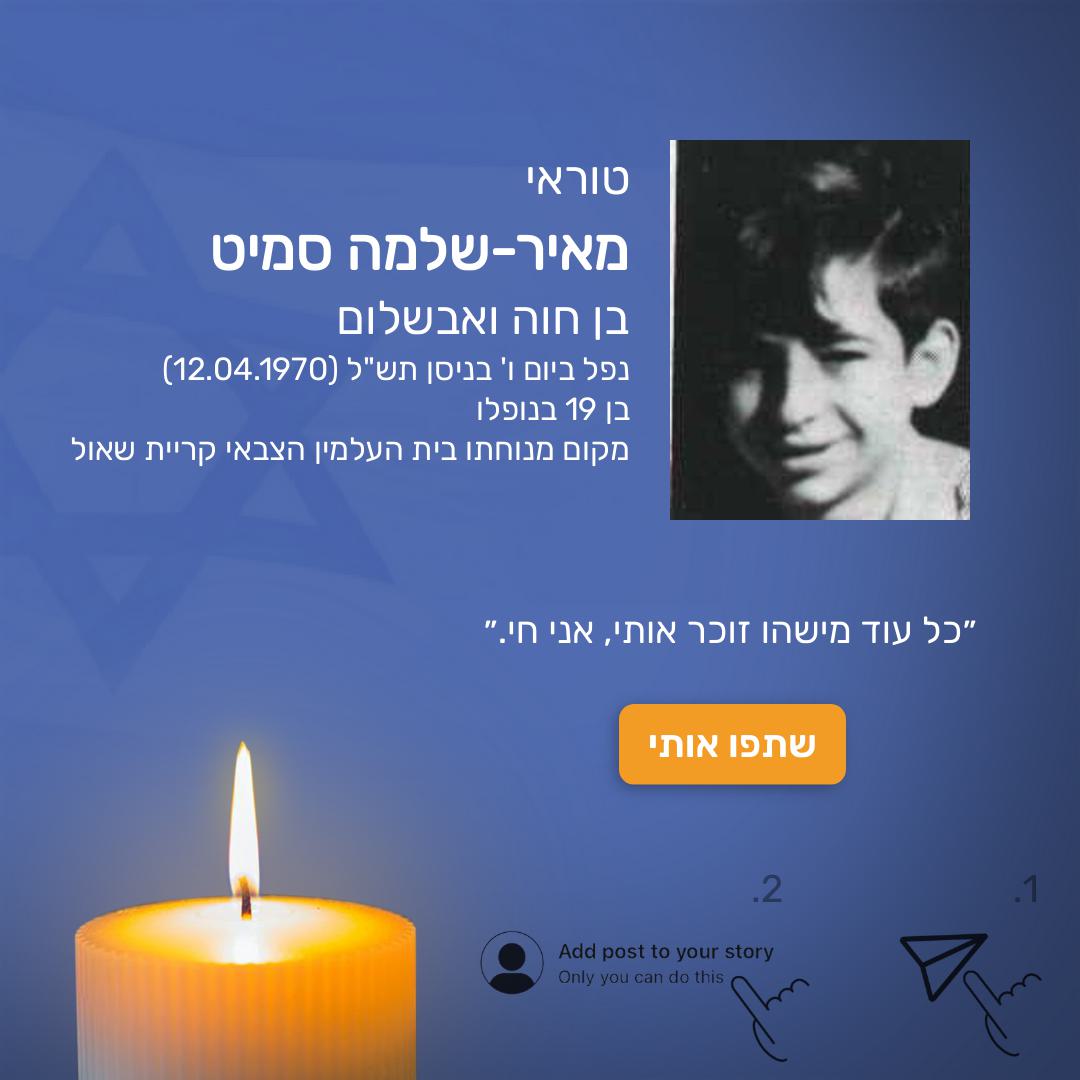 טוראי
מאיר-שלמה סמיט
בן חוה ואבשלום
נפל ביום ו' בניסן תש"ל (12.04.1970)
בן 19 בנופלו
מקום מנוחתו בית העלמין הצבאי קריית שאול
״כל עוד מישהו זוכר אותי, אני חי.״
שתפו אותי
.1
.2
Add post to your story
Only you can do this